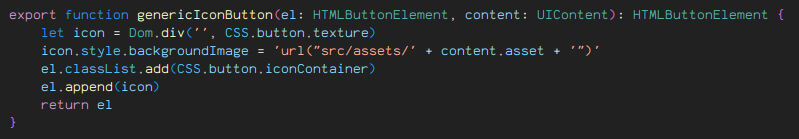 export function genericIconButton(el: HTMLButtonElement, content: UIContent): HTMLButtonElement {
let icon = Dom.div('', CSS.button.texture)
icon.style.backgroundImage = 'url("src/assets/' + content.asset + '")'
el.classList.add(CSS.button.iconContainer)
el.append(icon)
return el
}